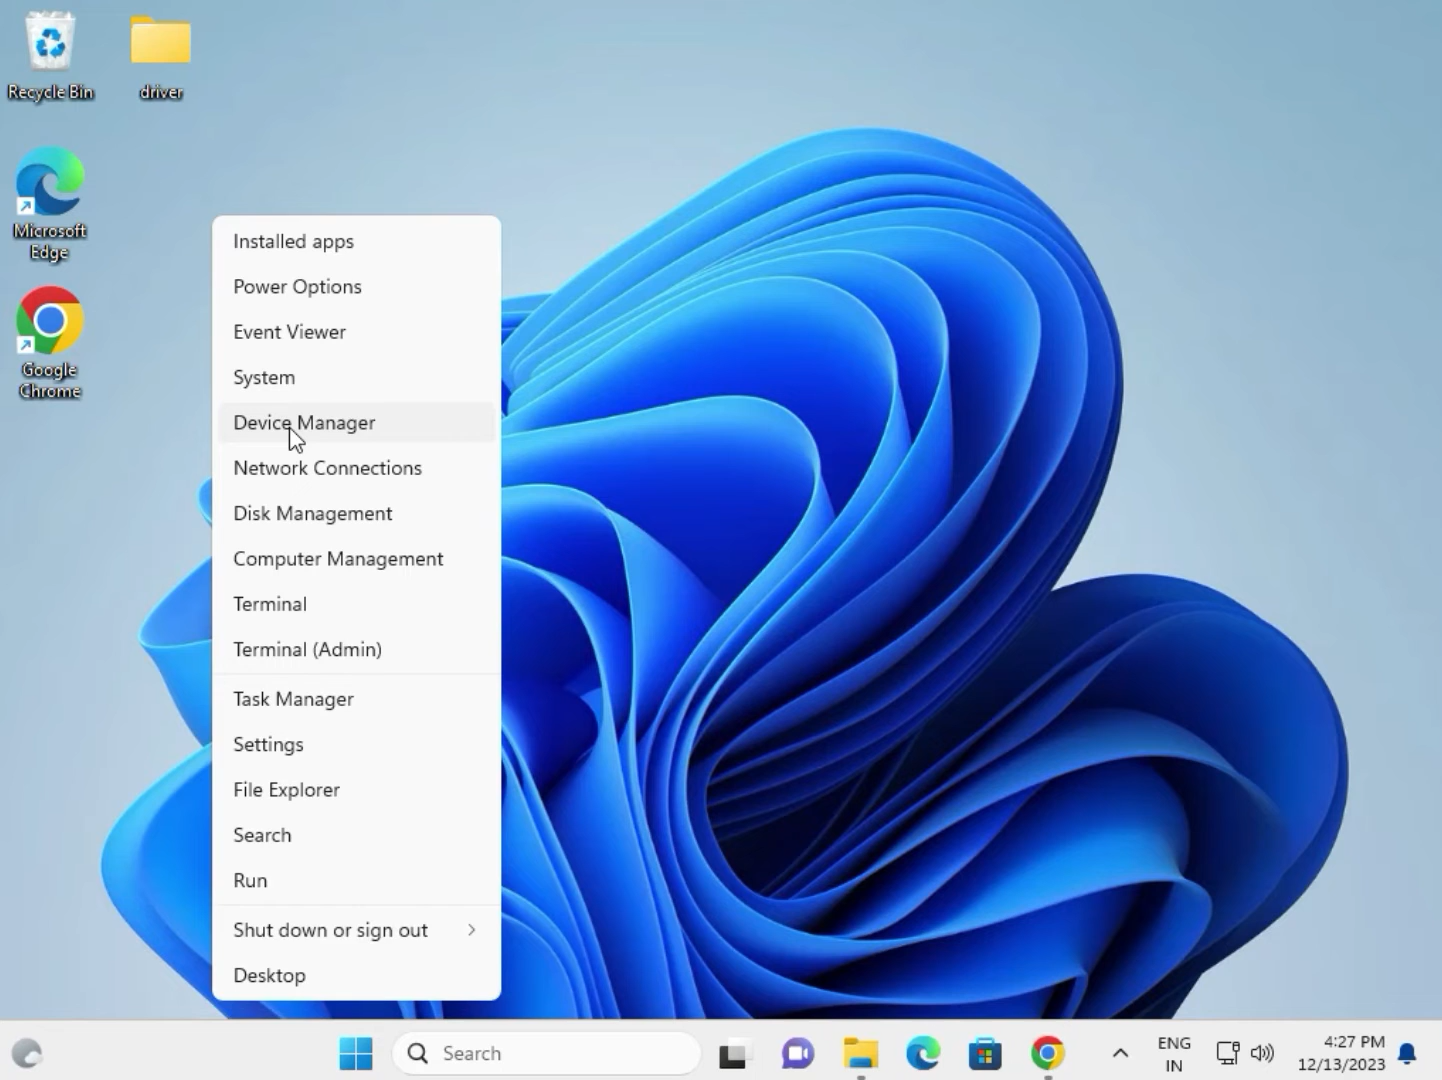 Recycle Bin
driver
Microsoft
Edge
Google
Chrome
Installed apps
Power Options
Event Viewer
System
Device Manager
Network Connections
Disk Management
Computer Management
Terminal
Terminal (Admin)
Task Manager
Settings
File Explorer
Search
Run
Shut down or sign out
Desktop
Search
ENG
IN
4:27 PM
12/13/2023